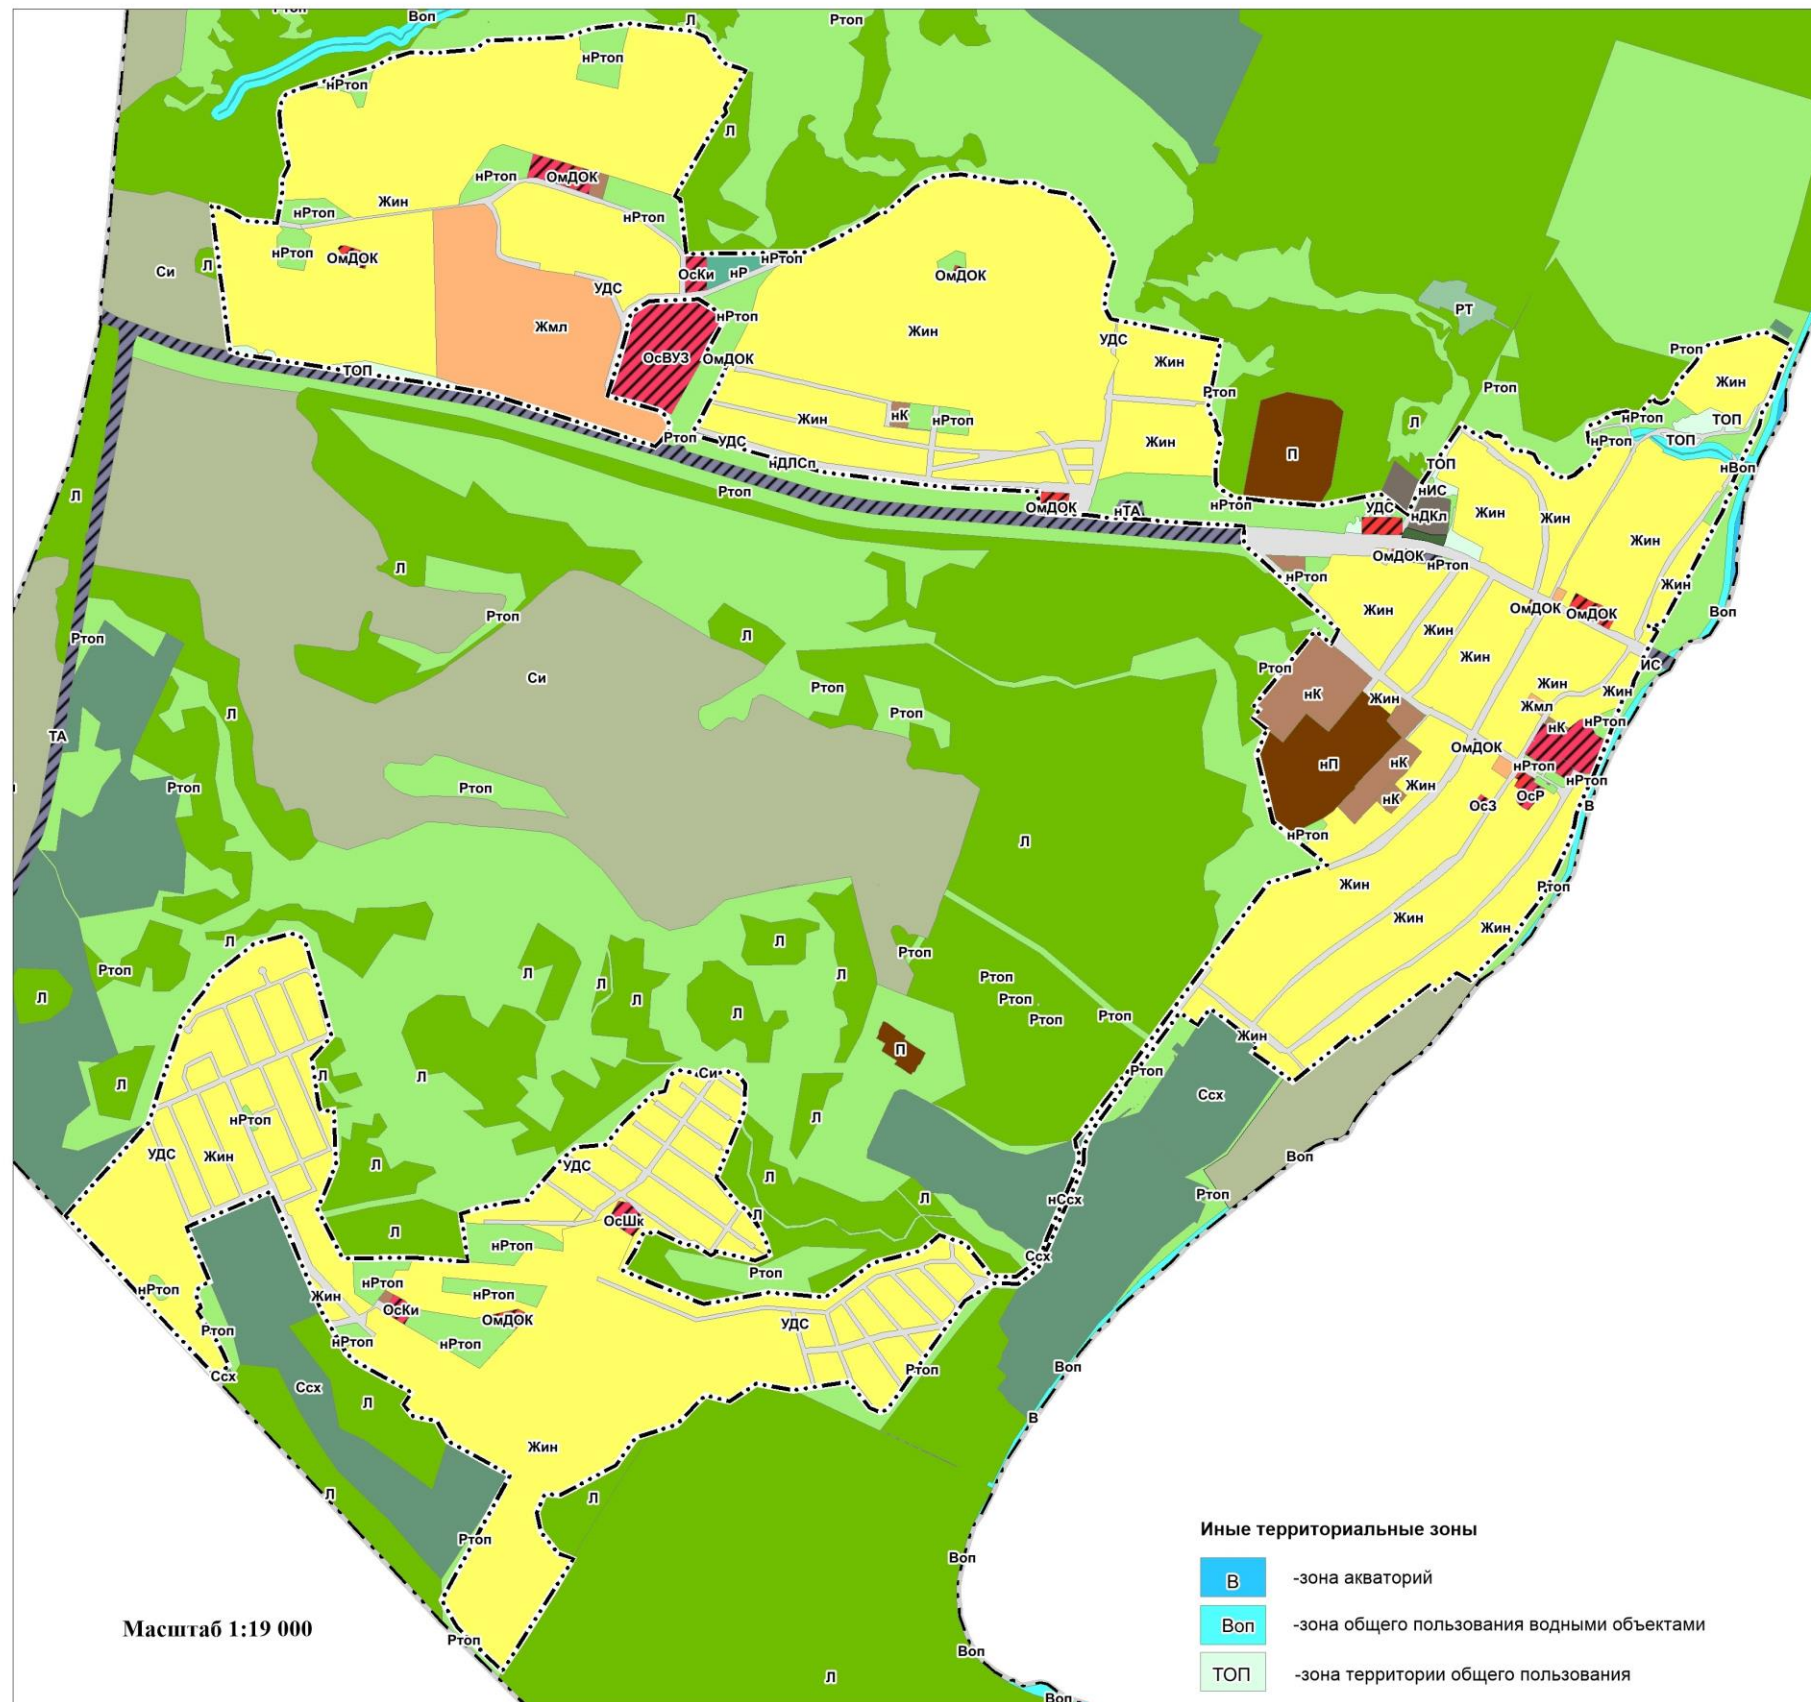 Воп
Л
Ртоп
нРтоп
нРтоп
Л
ОмДОК
нРтоп
Жин
нРтоп
нРтоп
нРтоп
ОмДОК
Си
Л
ОсКи
нР
нРтоп
ОмДОК
УДС
нРтоп
Жмл
Жин
УДС
РТ
ОсВУЗ
ОмДОК
Жин
Ртоп
ТОП
Ртоп
Ртоп
Жин
Жин
нК
нРтоп
Л
нРтоп
ТОП
Ртоп
УДС
Жин
нРтоп
ТОП
П
нДЛСп
ТОП
нВоп
Ртоп
нИС
Л
ОмДОК
нТА
нРтоп
УДС
нДКл
Жин
Жин
Жин
ОмДОК
нРтоп
Л
нРтоп
Жин
Ртоп
Жин
ОмДОК
ОмДОК
Воп
Ртоп
Л
Жин
Жин
ИС
Ртоп
Си
Ртоп
нК
Жин
Жин
Жин
Л
Ртоп
Жмл
нРтоп
нК
ТА
ОмДОК
нП
нК
нРтоп
нРтоп
Ртоп
Ртоп
Жин
нК
ОсЗ
ОсР
В
Л
нРтоп
Жин
Ртоп
Жин
Жин
Л
Л
Ртоп
Ртоп
Л
Л
Ртоп
Л
Л
Л
Ртоп
Л
Ртоп
Ртоп
Жин
П
Л
Л
Л
Си
Ртоп
Ссх
нРтоп
Л
УДС
Жин
Л
УДС
Воп
Л
Л
нСсх
Ртоп
ОсШк
Л
Л
нРтоп
Ссх
Ртоп
нРтоп
нРтоп
Жин
нРтоп
ОсКи
ОмДОК
УДС
Ртоп
нРтоп
нРтоп
Ссх
Ссх
Ртоп
Воп
Л
В
Жин
Л
Л
Ртоп
Воп
Ртоп
Воп
Л
Воп
Масштаб 1:19 000
Иные территориальные зоны
В -зона акваторий
Воп -зона общего пользования водными объектами
ТОП -зона территории общего пользования